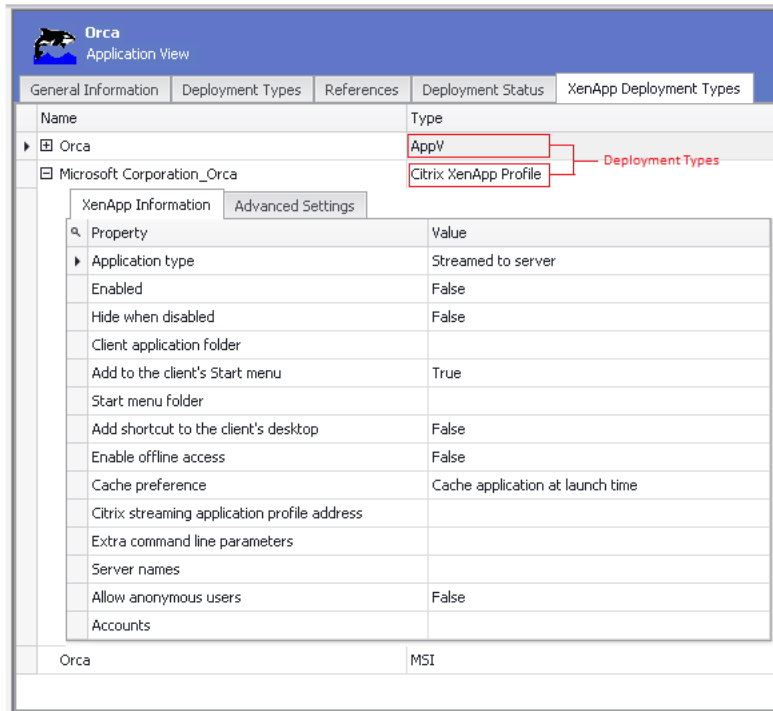 Orca
Application View
General Information Deployment Types References Deployment Status XenApp Deployment Types
Name Type
Orca AppV
Deployment Types
Microsoft Corporation_Orca Citrix XenApp Profile
XenApp Information Advanced Settings
Property Value
Application type Streamed to server
Enabled False
Hide when disabled False
Client application folder
Add to the client's Start menu True
Start menu folder
Add shortcut to the client's desktop False
Enable offline access False
Cache preference Cache application at launch time
Citrix streaming application profile address
Extra command line parameters
Server names
Allow anonymous users False
Accounts
Orca MSI